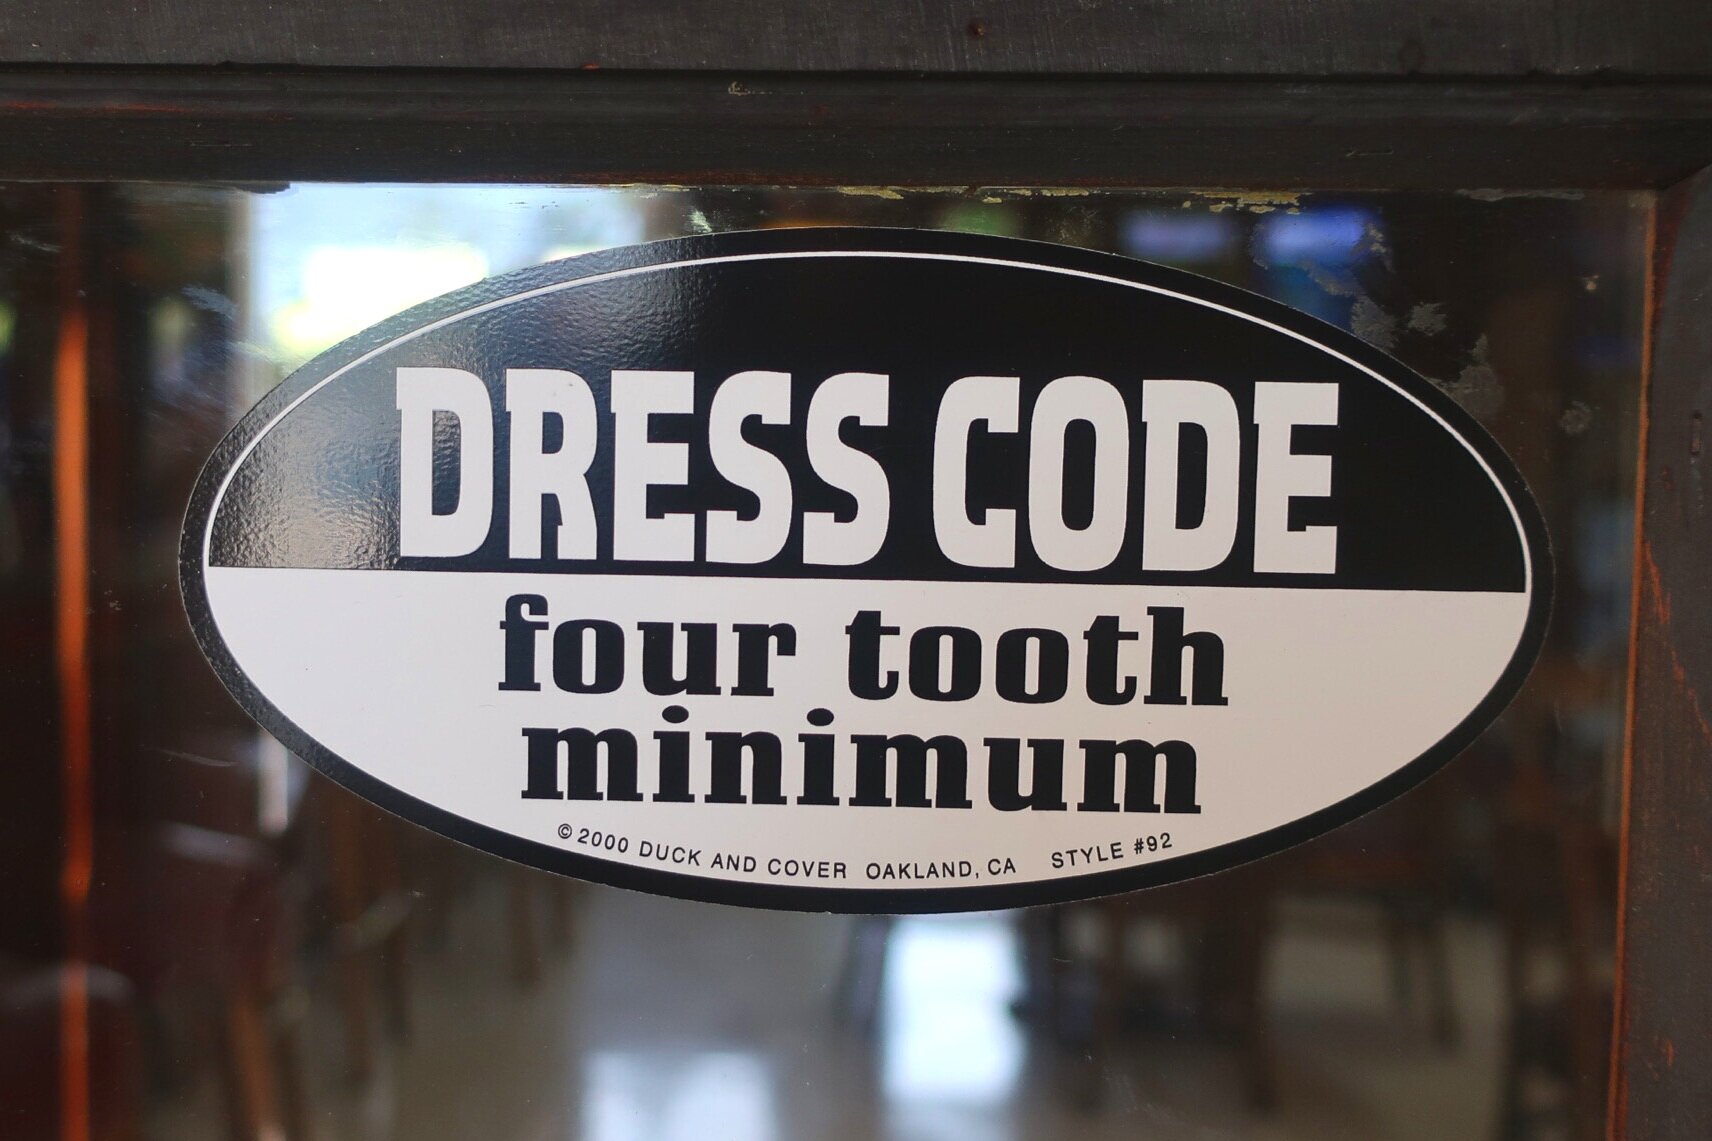 DRESS CODE
four tooth
minimum
© 2000 DUCK AND COVER OAKLAND, CA STYLE #92